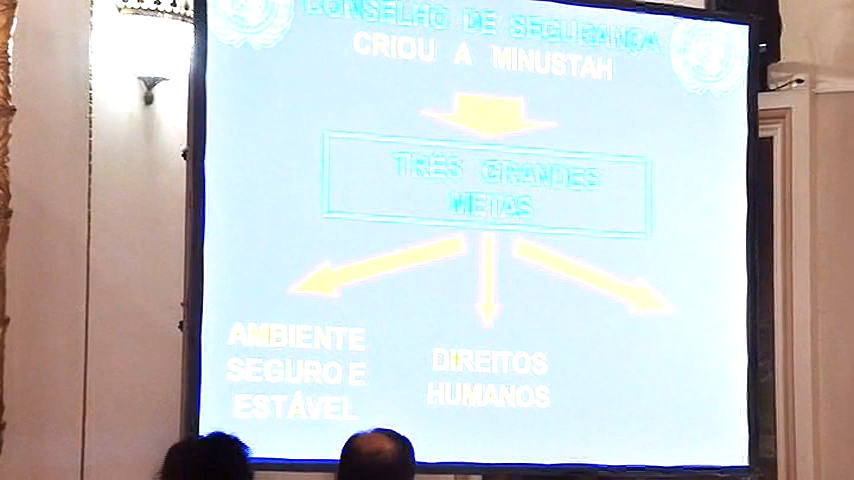 CONSELHO DE SEGURANÇA
CRIOU A MINUSTAH
TRÊS GRANDES
METAS
AMBIENTE
SEGURO E
ESTÁVEL
DIREITOS
HUMANOS